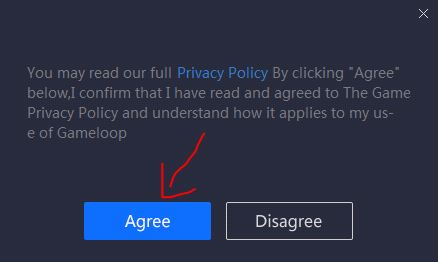 You may read our full Privacy Policy By clicking "Agree"
below,I confirm that I have read and agreed to The Game
Privacy Policy and understand how it applies to my us-
e of Gameloop
Agree
Disagree